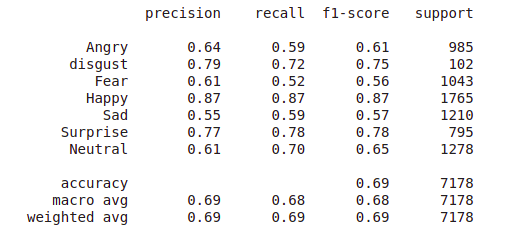 precision recall f1-score support
Angry 0.64 0.59 0.61 985
disgust 0.79 0.72 0.75 102
Fear 0.61 0.52 0.56 1043
Happy 0.87 0.87 0.87 1765
Sad 0.55 0.59 0.57 1210
Surprise 0.77 0.78 0.78 795
Neutral 0.61 0.70 0.65 1278
accuracy 0.69 7178
macro avg 0.69 0.68 0.68 7178
weighted avg 0.69 0.69 0.69 7178